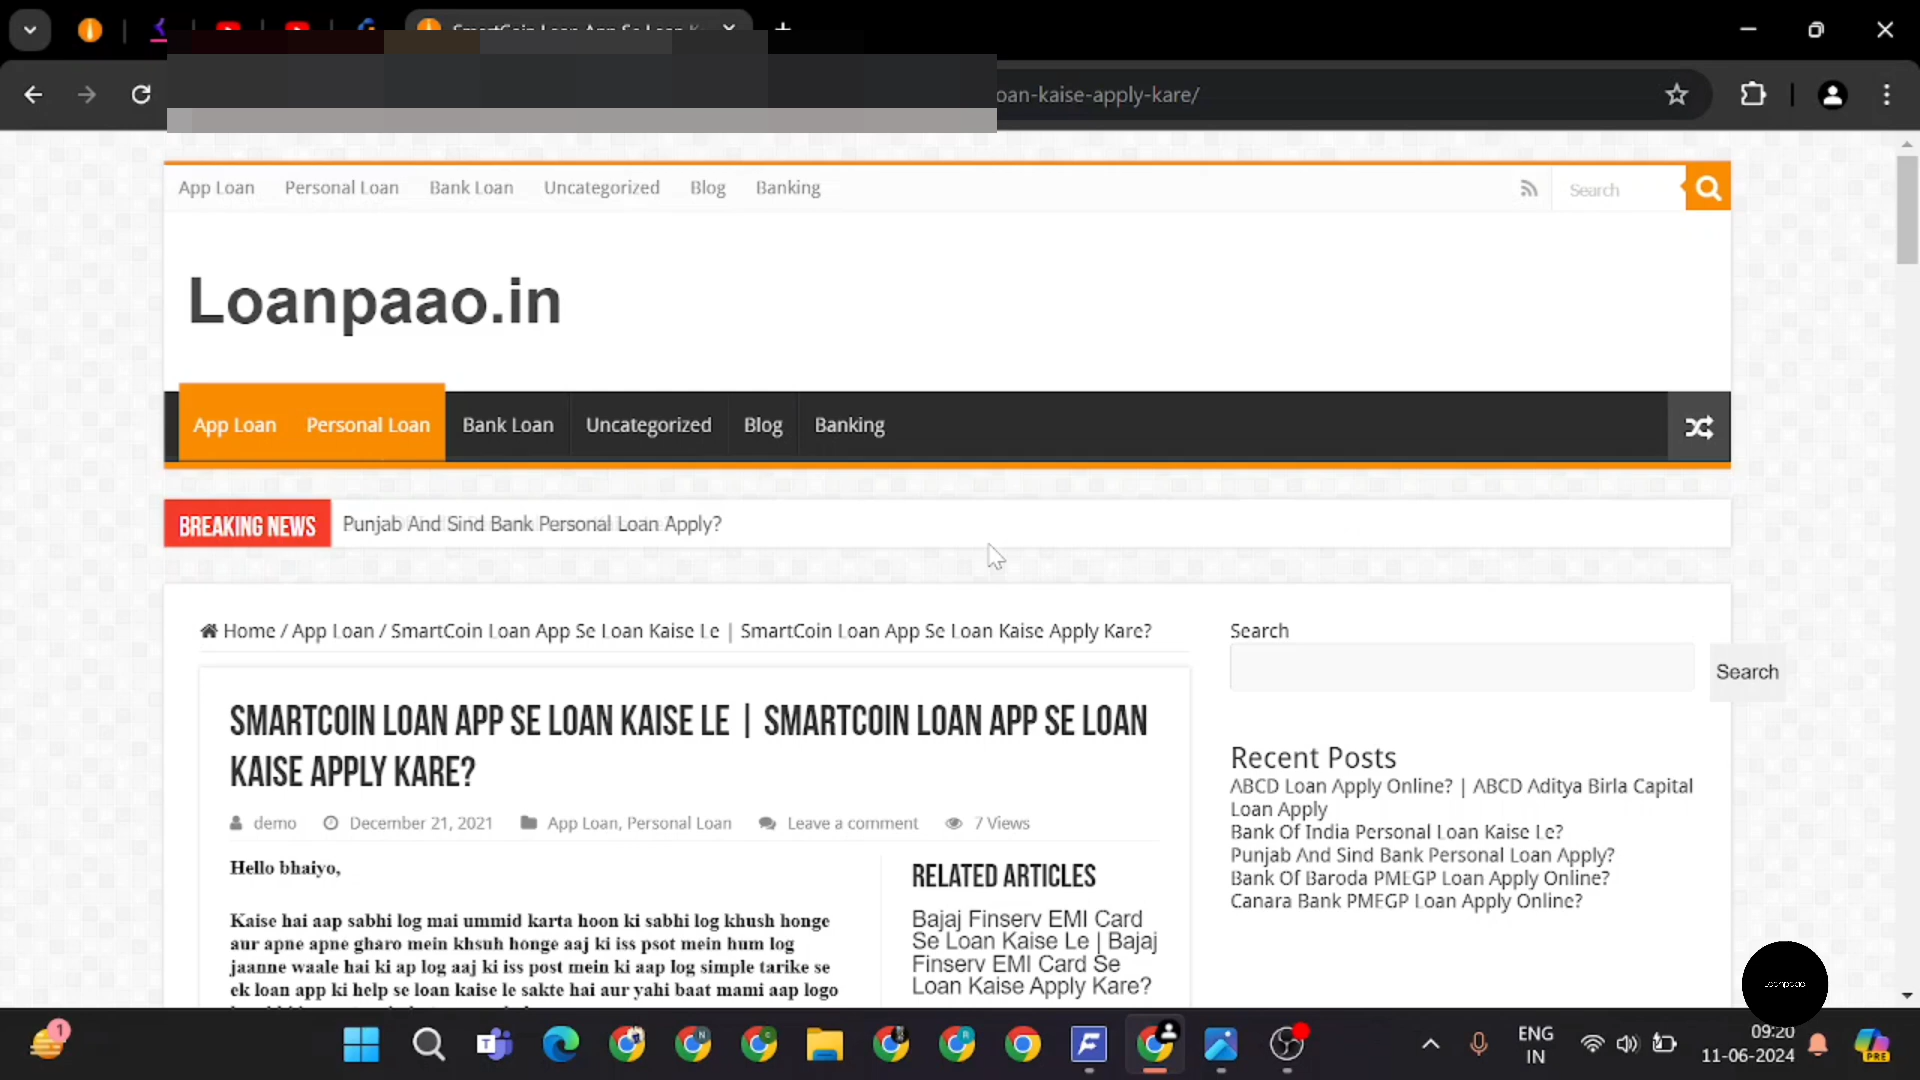 SmartCoin Loan App Se Loan K
oan-kaise-apply-kare/
App Loan Personal Loan Bank Loan Uncategorized Blog Banking Search
Loanpaao.in
App Loan Personal Loan Bank Loan Uncategorized Blog Banking
BREAKING NEWS Punjab And Sind Bank Personal Loan Apply?
Home / App Loan / SmartCoin Loan App Se Loan Kaise Le | SmartCoin Loan App Se Loan Kaise Apply Kare?
SMARTCOIN LOAN APP SE LOAN KAISE LE | SMARTCOIN LOAN APP SE LOAN
KAISE APPLY KARE?
demo December 21, 2021 App Loan, Personal Loan Leave a comment 7 Views
Hello bhaiyo,
Kaise hai aap sabhi log mai ummid karta hoon ki sabhi log khush honge
aur apne apne gharo mein khsuh honge aaj ki iss psot mein hum log
jaanne waale hai ki ap log aaj ki iss post mein ki aap log simple tarike se
ek loan app ki help se loan kaise le sakte hai aur yahi baat mami aap logo
RELATED ARTICLES
Bajaj Finserv EMI Card
Se Loan Kaise Le | Bajaj
Finserv EMI Card Se
Loan Kaise Apply Kare?
Search
Search
Recent Posts
ABCD Loan Apply Online? | ABCD Aditya Birla Capital
Loan Apply
Bank Of India Personal Loan Kaise Le?
Punjab And Sind Bank Personal Loan Apply?
Bank Of Baroda PMEGP Loan Apply Online?
Canara Bank PMEGP Loan Apply Online?
Loanpaao
1
ENG
IN
09:20
11-06-2024
PRE